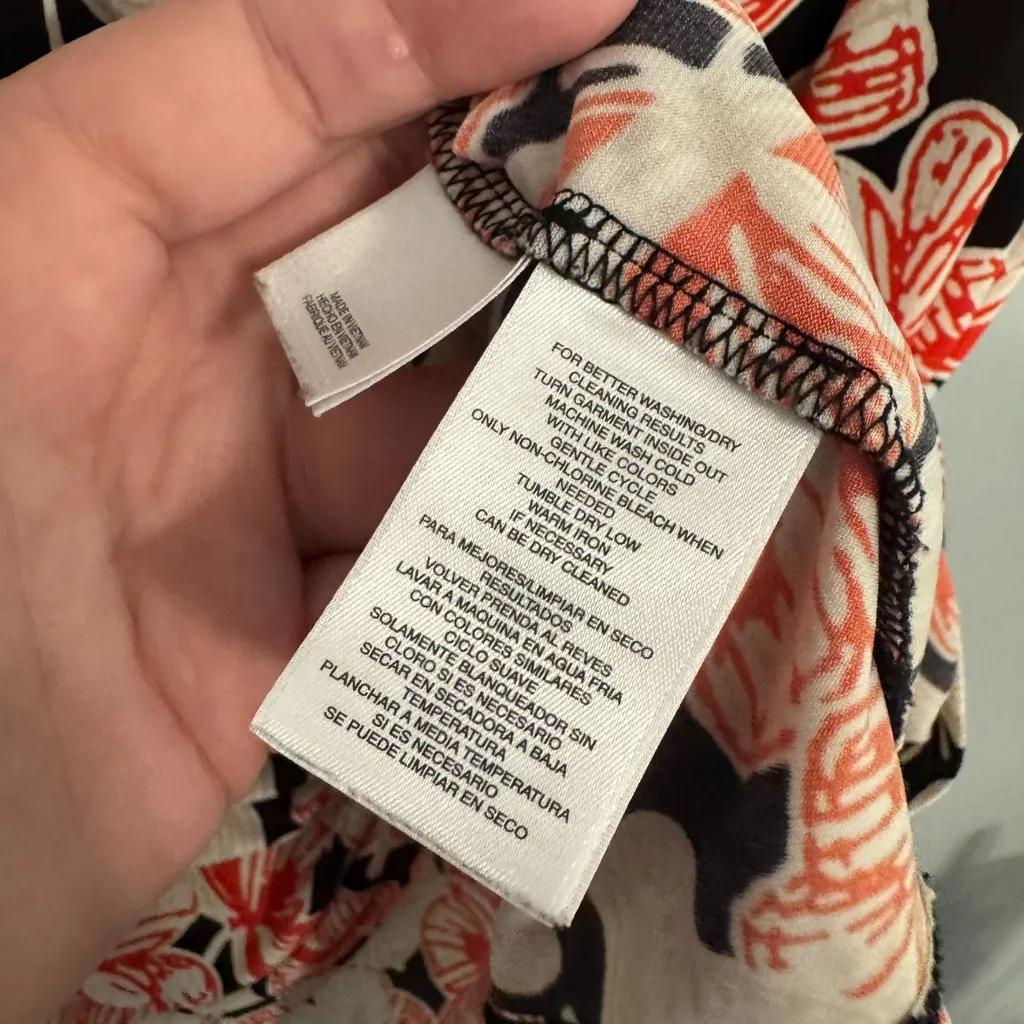 MADE IN VIETNAM
HECHO EN VIETNAM
FABRIQUE AU VIETNAM
FOR BETTER WASHING/DRY
CLEANING RESULTS
TURN GARMENT INSIDE OUT
MACHINE WASH COLD
WITH LIKE COLORS
GENTLE CYCLE
ONLY NON-CHLORINE BLEACH WHEN
NEEDED
TUMBLE DRY LOW
WARM IRON
IF NECESSARY
CAN BE DRY CLEANED
PARA MEJORES/LIMPIAR EN SECO
RESULTADOS
VOLVER PRENDA AL REVES
LAVAR A MAQUINA EN AGUA FRIA
CON COLORES SIMILARES
CICLO SUAVE
SOLAMENTE BLANQUEADOR SIN
CLORO SI ES NECESARIO
SECAR EN SECADORA A BAJA
TEMPERATURA
PLANCHAR A MEDIA TEMPERATURA
SI ES NECESARIO
SE PUEDE LIMPIAR EN SECO